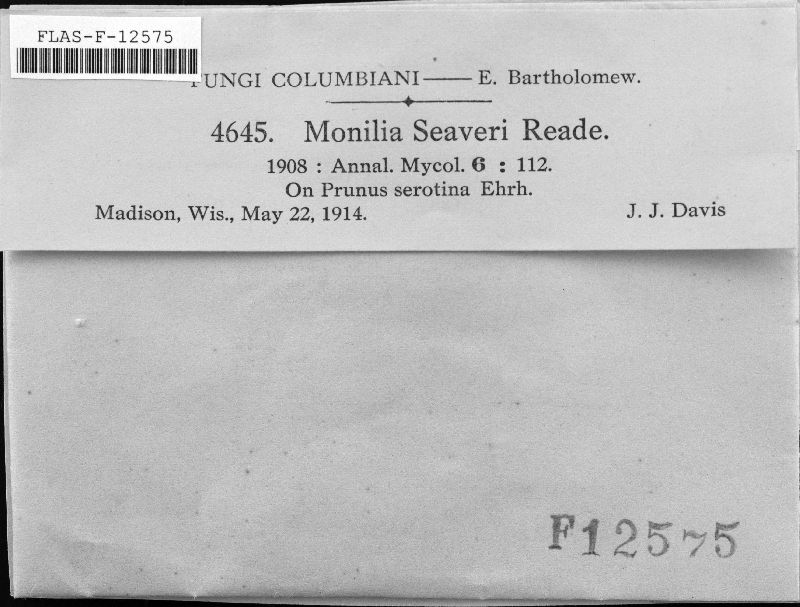 FLAS-F-12575
FUNGI COLUMBIANI—— E. Bartholomew.
4645. Monilia Seaveri Reade.
1908 : Annal. Mycol. 6 : 112.
On Prunus serotina Ehrh.
Madison, Wis., May 22, 1914. J. J. Davis
F12575